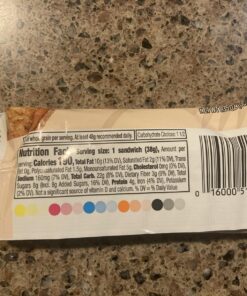 whole grain per serving. At least 48g recommended daily. Carbohydrate Choices: 1 1/2
Nutrition Facts Serving size: 1 sandwich (38g), Amount per
serving: Calories 190, Total Fat 10g (13% DV), Saturated Fat 2g (11% DV), Trans
Fat 0g, Polyunsaturated Fat 1.5g, Monounsaturated Fat 5g, Cholesterol 0mg (0% DV),
Sodium 160mg (7% DV), Total Carb. 22g (8% DV), Dietary Fiber 3g (9% DV), Total
Sugars 8g (Incl. 8g Added Sugars, 16% DV), Protein 4g, Iron (4% DV), Potassium
(2% DV). Not a significant source of vitamin D and calcium. % DV = % Daily Value
0 16000 51